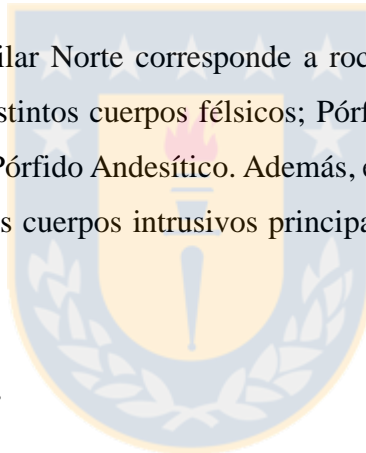 ilar Norte corresponde a roc
stintos cuerpos félsicos; Pórf
Pórfido Andesítico. Además,
s cuerpos intrusivos principa